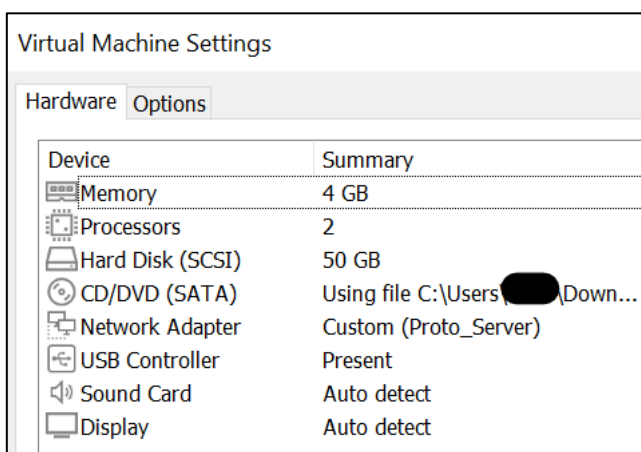 Virtual Machine Settings
Hardware Options
Device Summary
Memory 4 GB
Processors 2
Hard Disk (SCSI) 50 GB
CD/DVD (SATA) Using file C:\Users\ \Down...
Network Adapter Custom (Proto_Server)
USB Controller Present
Sound Card Auto detect
Display Auto detect